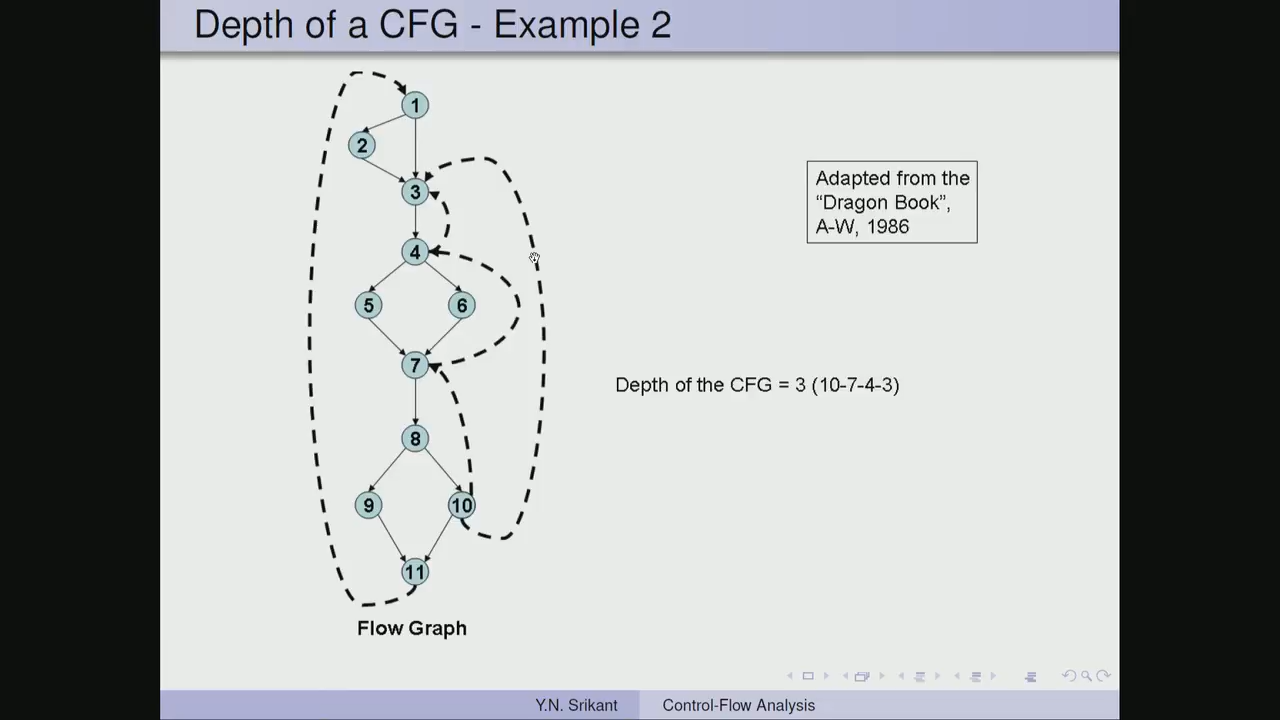 Depth of a CFG - Example 2
1
2
3
4
5
6
7
8
9
10
11
Flow Graph
Adapted from the
“Dragon Book”,
A-W, 1986
Depth of the CFG = 3 (10-7-4-3)
Y.N. Srikant
Control-Flow Analysis